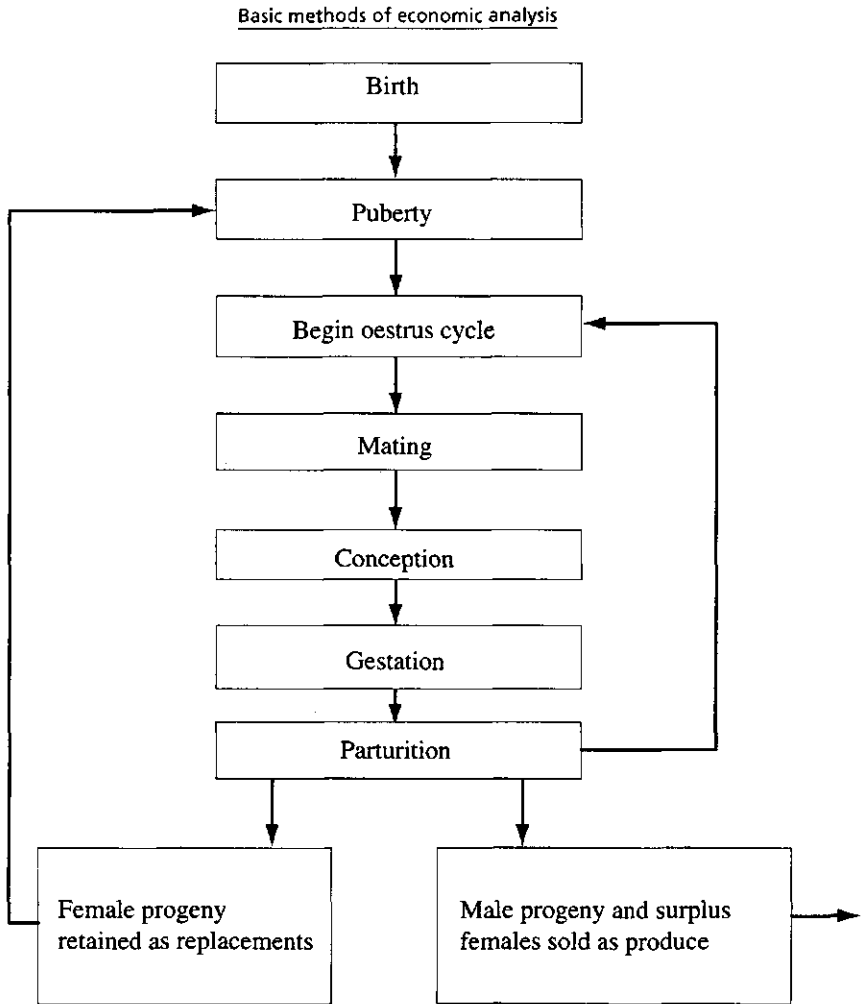 Basic methods of economic analysis
Birth
Puberty
Begin oestrus cycle
Mating
Conception
Gestation
Parturition
Female progeny
retained as replacements
Male progeny and surplus
females sold as produce